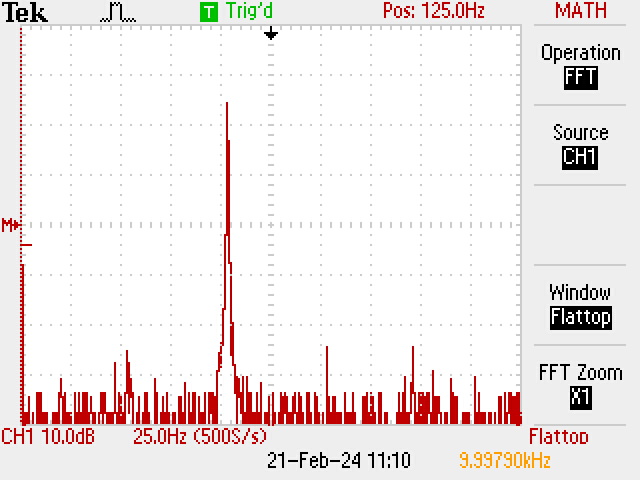 Tek T Trig'd Pos: 125.0Hz MATH
Operation
FFT
Source
CH1
M
Window
Flattop
FFT Zoom
X1
CH1 10.0dB 25.0Hz (500S/s) Flattop
21-Feb-24 11:10 9.99790kHz